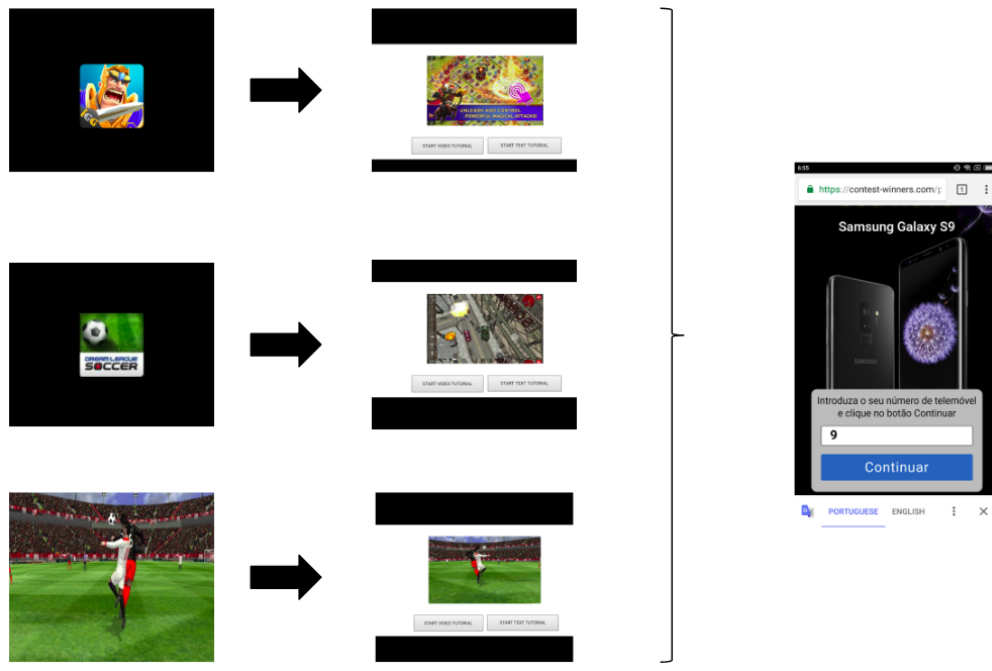 IGG
UNLEASH AND CONTROL
POWERFUL MAGICAL ATTACKS!
START VIDEO TUTORIAL
START TEXT TUTORIAL
DREAM LEAGUE
SOCCER
START VIDEO TUTORIAL
START TEXT TUTORIAL
START VIDEO TUTORIAL
START TEXT TUTORIAL
6:55
https://contest-winners.com/p
1
Samsung Galaxy S9
SAMSUNG
Introduza o seu número de telemóvel
e clique no botão Continuar
9
Continuar
PORTUGUESE
ENGLISH